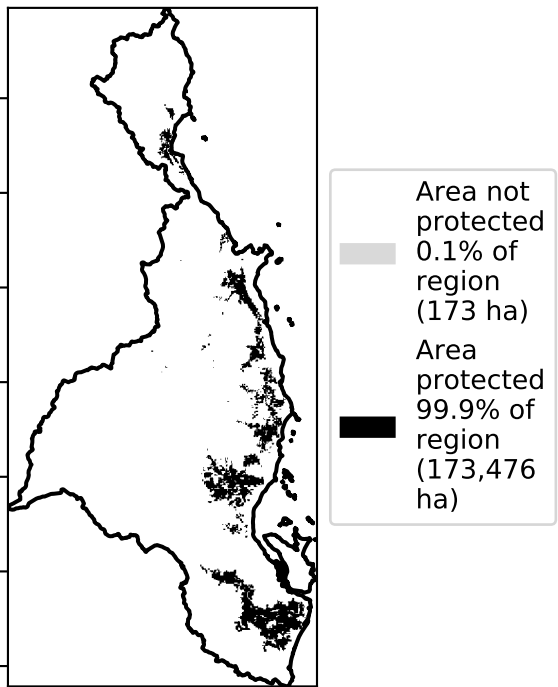 Area not
protected
0.1% of
region
(173 ha)
Area
protected
99.9% of
region
(173,476
ha)